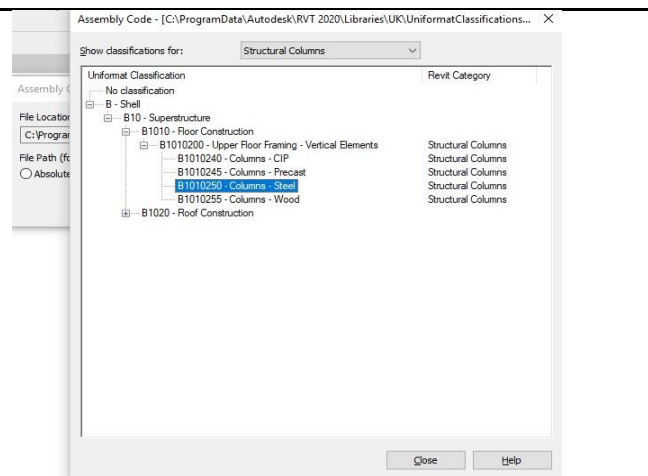 Assembly Code - [C:\ProgramData\Autodesk\RVT 2020\Libraries\UK\UniformatClassifications...
Show classifications for: Structural Columns
Uniformat Classification Revit Category
No classification
B - Shell
B10 - Superstructure
B1010 - Floor Construction
B1010200 - Upper Floor Framing - Vertical Elements Structural Columns
B1010240 - Columns - CIP Structural Columns
B1010245 - Columns - Precast Structural Columns
B1010250 - Columns - Steel Structural Columns
B1010255 - Columns - Wood Structural Columns
B1020 - Roof Construction
Close Help
Assembly
File Location
C:\Program
File Path (fo
Absolute